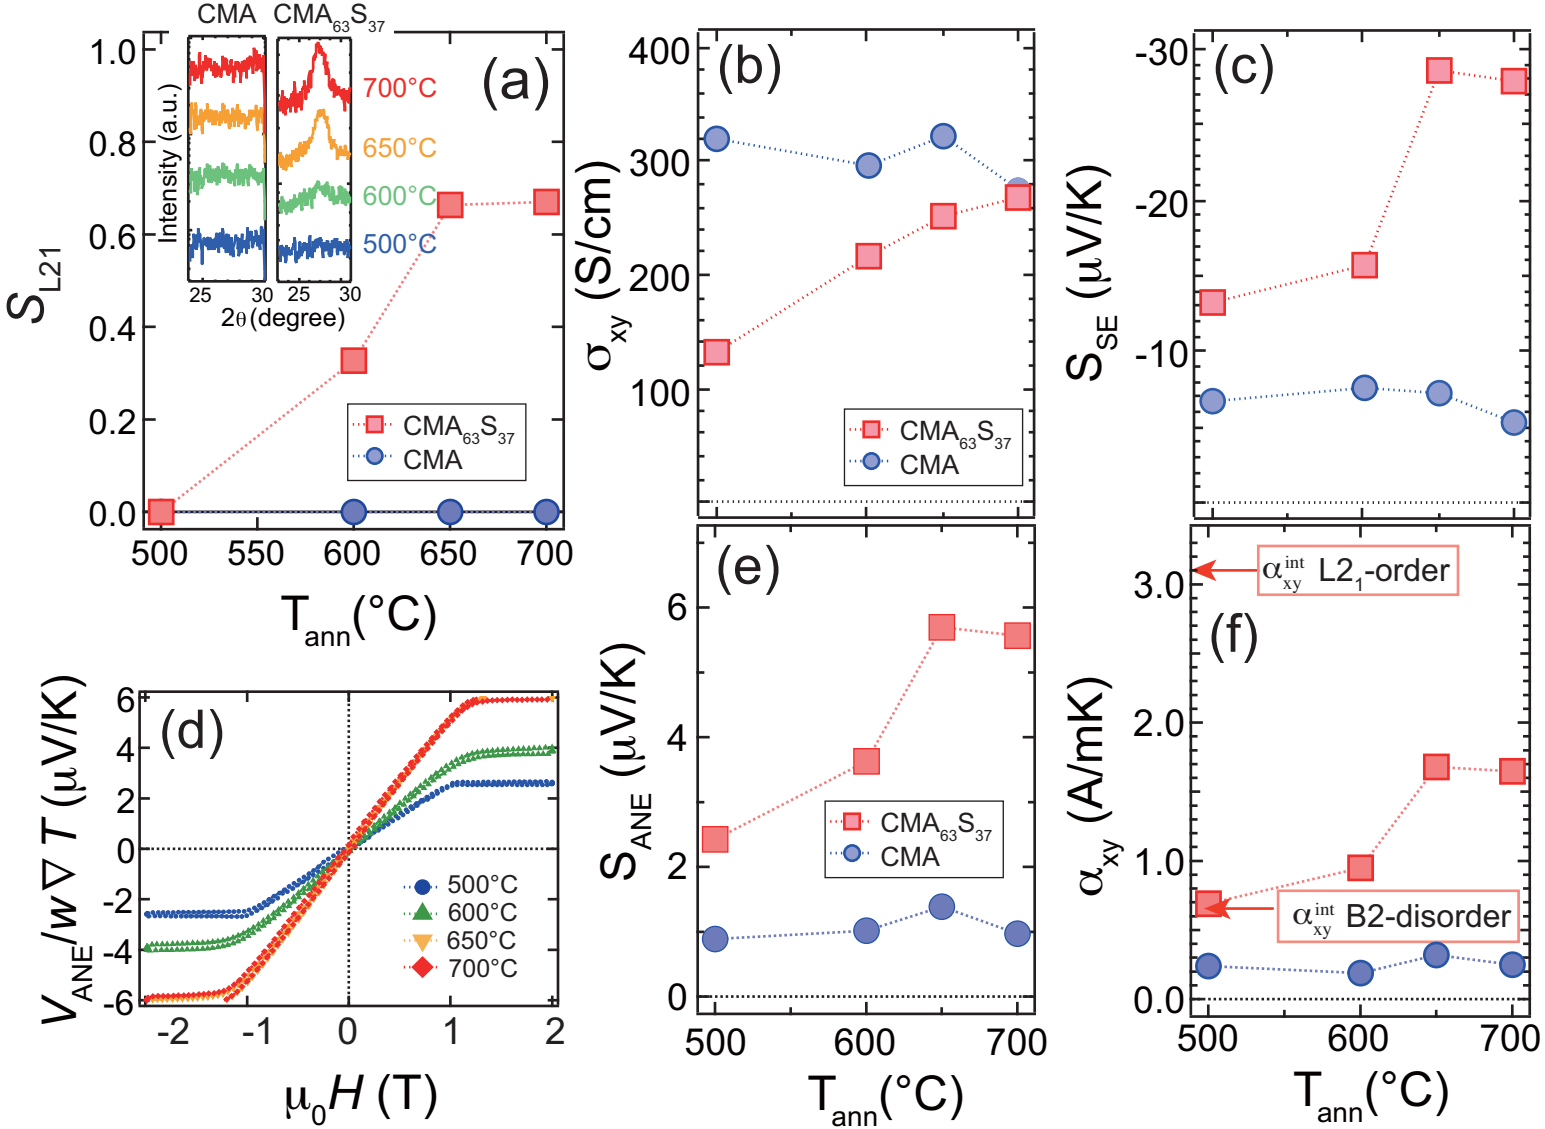 CMA CMA63S37
(a)
1.0
0.8
0.6
0.4
0.2
0.0
SL21
Intensity (a.u.)
700°C
650°C
600°C
500°C
25 30 25 30
2θ (degree)
CMA63S37
CMA
500 550 600 650 700
Tann(°C)
(b)
400
300
200
100
σxy (S/cm)
CMA63S37
CMA
(c)
-30
-20
-10
SSE (μV/K)
(d)
6
4
2
0
-2
-4
-6
VANE/w∇T (μV/K)
500°C
600°C
650°C
700°C
-2 -1 0 1 2
μ0H (T)
(e)
6
4
2
0
SANE (μV/K)
CMA63S37
CMA
500 600 700
Tann(°C)
(f)
3.0
2.0
1.0
0.0
αxy (A/mK)
αxyint L21-order
αxyint B2-disorder
500 600 700
Tann(°C)